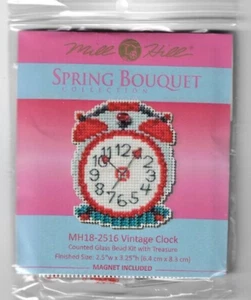 Mill Hill
SPRING BOUQUET
COLLECTION
MH18-2516 Vintage Clock
Counted Glass Bead Kit with Treasure
Finished Size: 2.5"w x 3.25"h (6.4 cm x 8.3 cm)
MAGNET INCLUDED